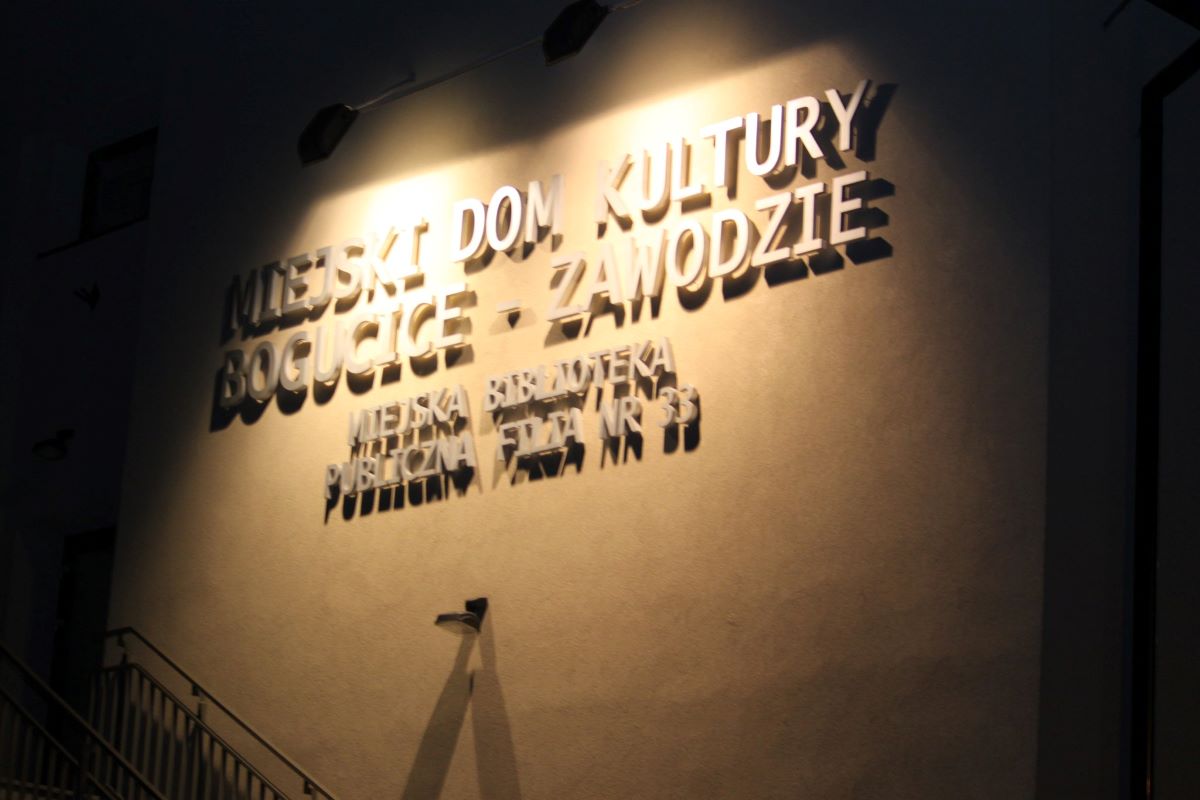 MIEJSKI DOM KULTURY
BOGUCICE - ZAWODZIE
MIEJSKA BIBLIOTEKA
PUBLICZNA FILIA NR 33